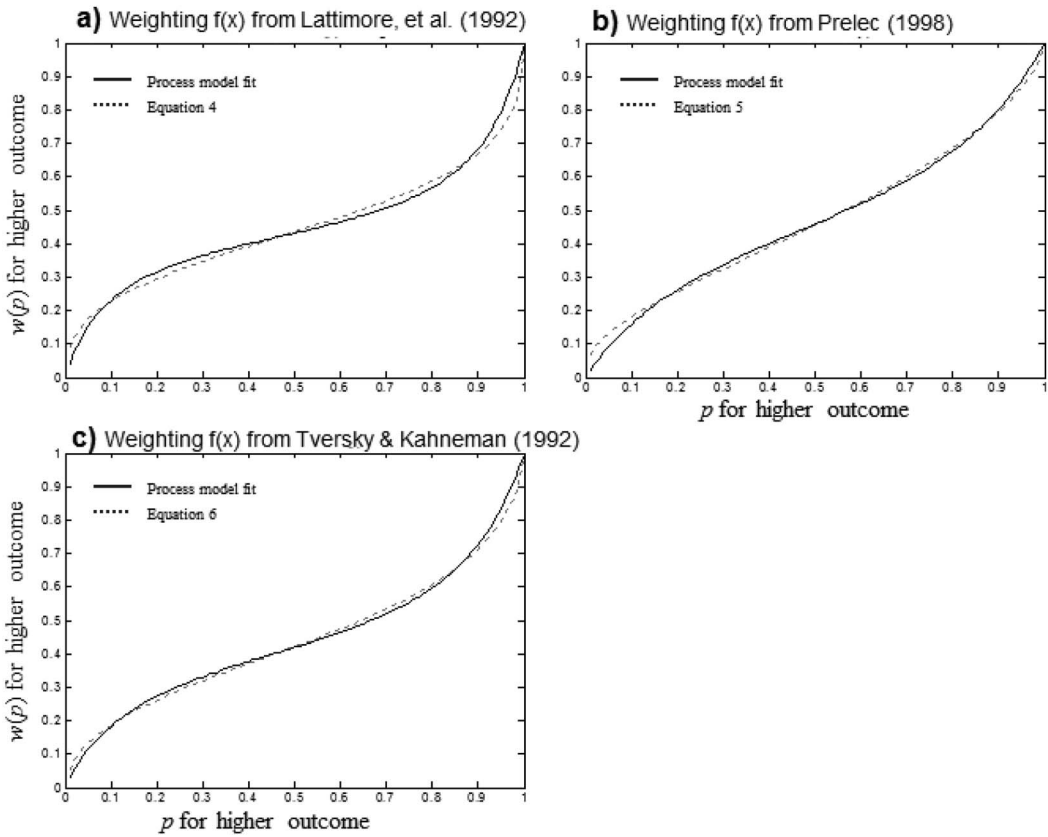 a) Weighting f(x) from Lattimore, et al. (1992)
1
0.9
0.8
0.7
0.6
0.5
0.4
0.3
0.2
0.1
0
w(p) for higher outcome
Process model fit
Equation 4
0 0.1 0.2 0.3 0.4 0.5 0.6 0.7 0.8 0.9 1
b) Weighting f(x) from Prelec (1998)
1
0.9
0.8
0.7
0.6
0.5
0.4
0.3
0.2
0.1
0
Process model fit
Equation 5
0 0.1 0.2 0.3 0.4 0.5 0.6 0.7 0.8 0.9 1
p for higher outcome
c) Weighting f(x) from Tversky & Kahneman (1992)
1
0.9
0.8
0.7
0.6
0.5
0.4
0.3
0.2
0.1
0
w(p) for higher outcome
Process model fit
Equation 6
0 0.1 0.2 0.3 0.4 0.5 0.6 0.7 0.8 0.9 1
p for higher outcome